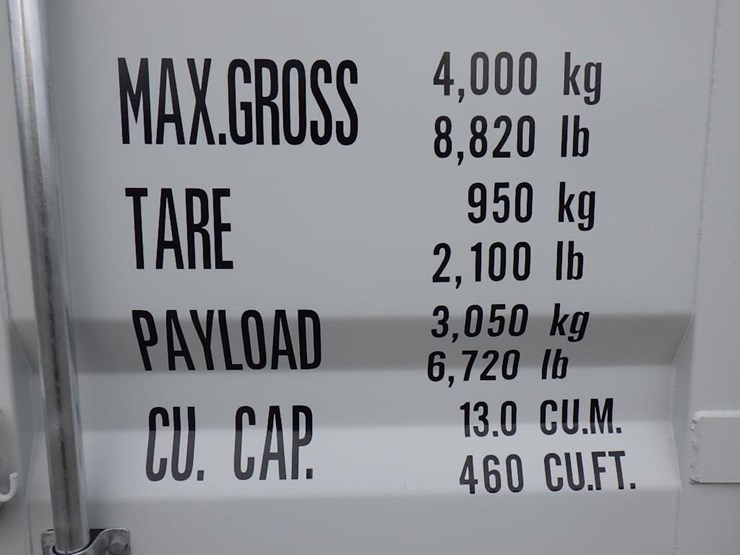 MAX.GROSS 4,000 kg
8,820 lb
TARE 950 kg
2,100 lb
PAYLOAD 3,050 kg
6,720 lb
CU. CAP. 13.0 CU.M.
460 CU.FT.